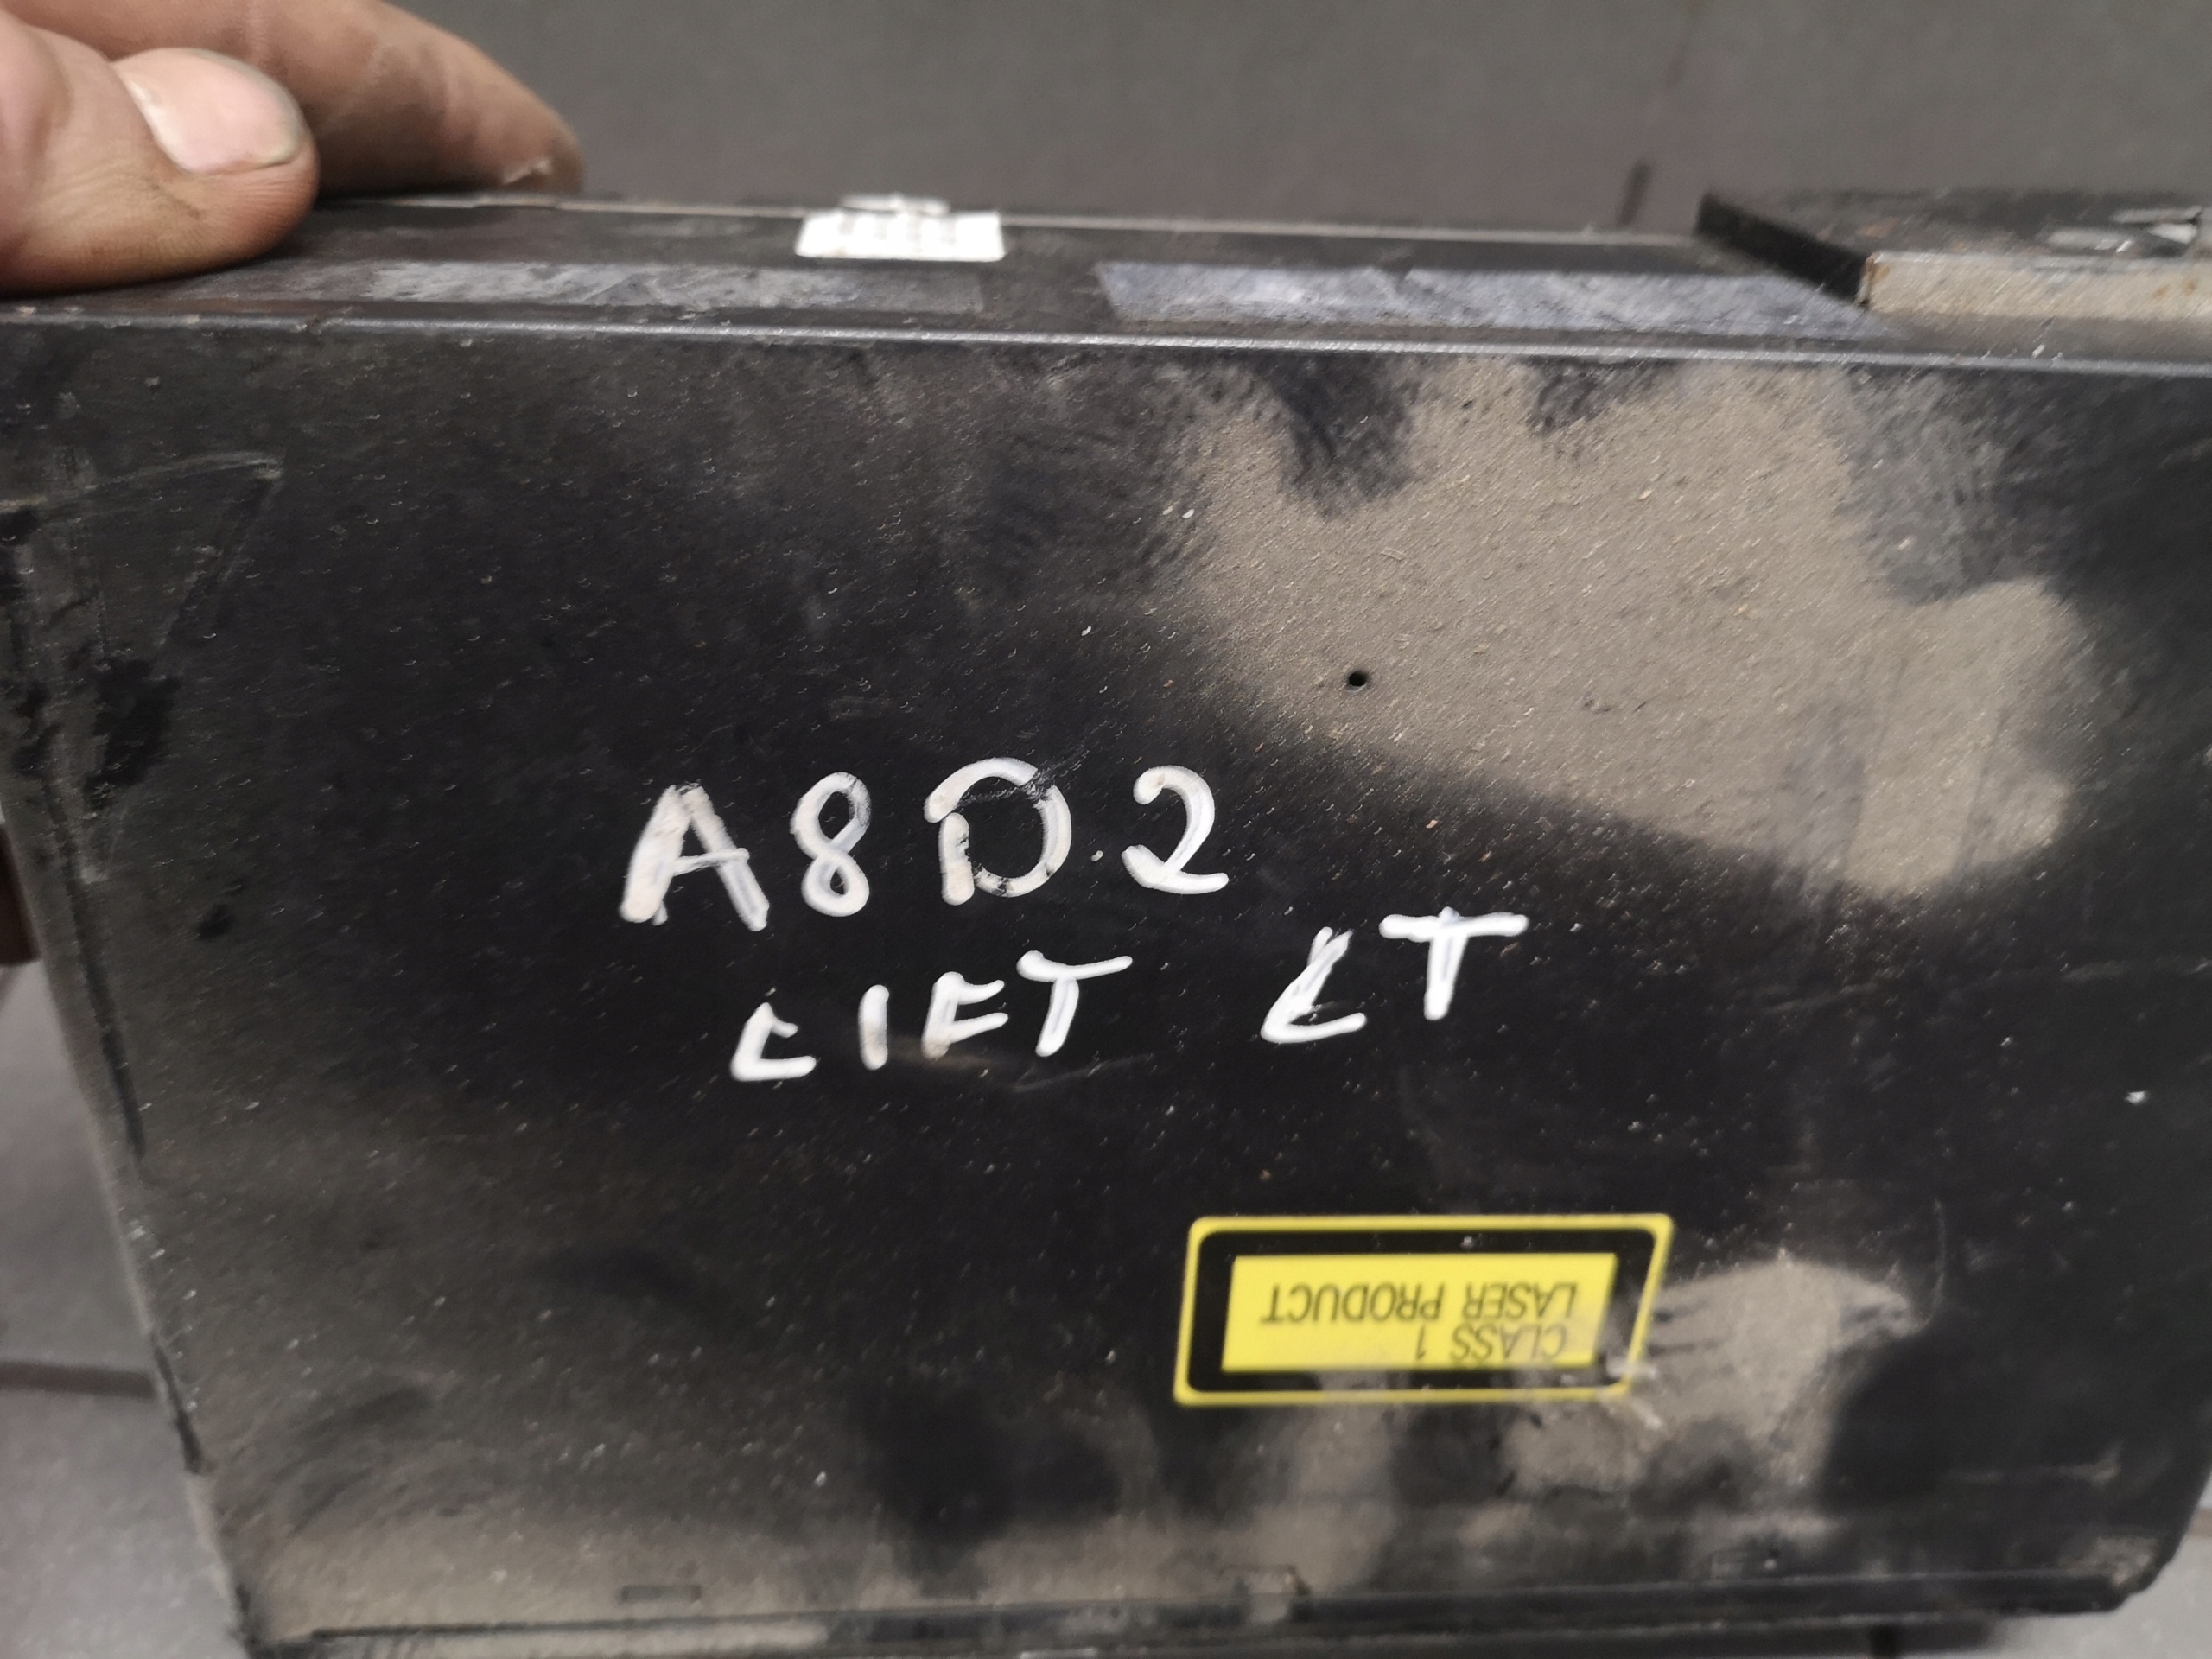 A8D2
LIFT LT
CLASS 1
LASER PRODUCT